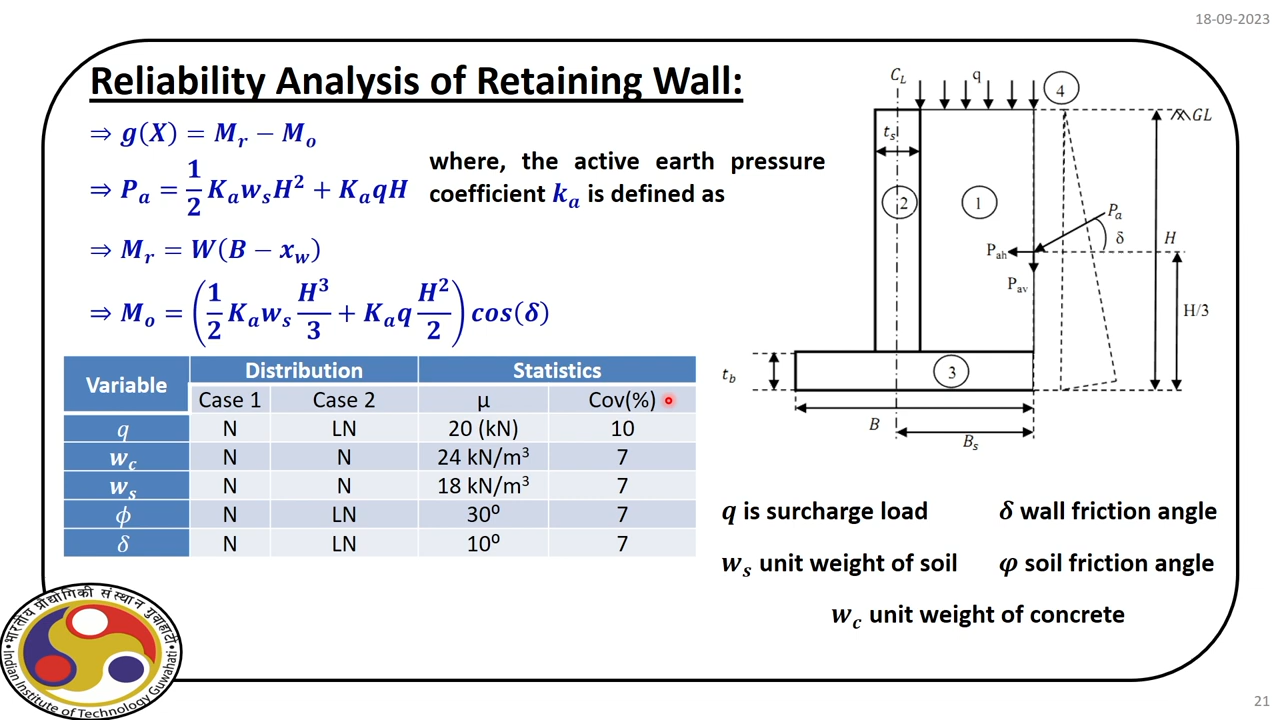 18-09-2023
Reliability Analysis of Retaining Wall:
⇒ g(X) = M_r − M_o
⇒ P_a = 1/2 K_a w_s H² + K_a qH
where, the active earth pressure
coefficient k_a is defined as
⇒ M_r = W(B − x_w)
⇒ M_o = (1/2 K_a w_s H³/3 + K_a q H²/2) cos(δ)
Variable Distribution Statistics
Case 1 Case 2 μ Cov(%)
q N LN 20 (kN) 10
w_c N N 24 kN/m³ 7
w_s N N 18 kN/m³ 7
ϕ N LN 30⁰ 7
δ N LN 10⁰ 7
C_L q 4
GL
t_s
2 1
P_a
δ H
P_ah
P_av
H/3
t_b 3
B
B_s
q is surcharge load δ wall friction angle
w_s unit weight of soil φ soil friction angle
w_c unit weight of concrete
भारतीय प्रौद्योगिकी संस्थान गुवाहाटी
Indian Institute of Technology Guwahati
21